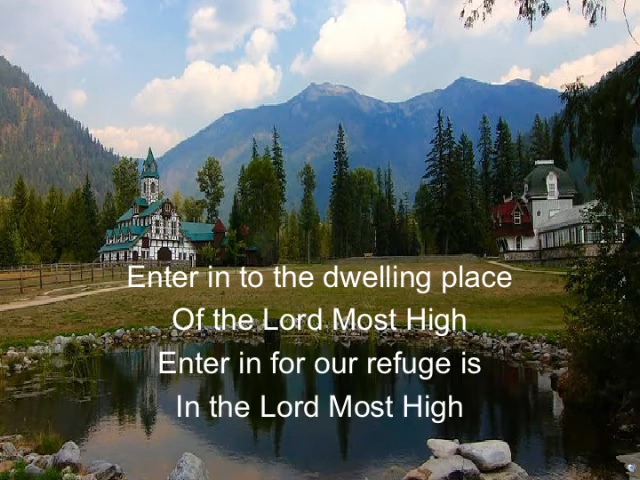 Enter in to the dwelling place
Of the Lord Most High
Enter in for our refuge is
In the Lord Most High